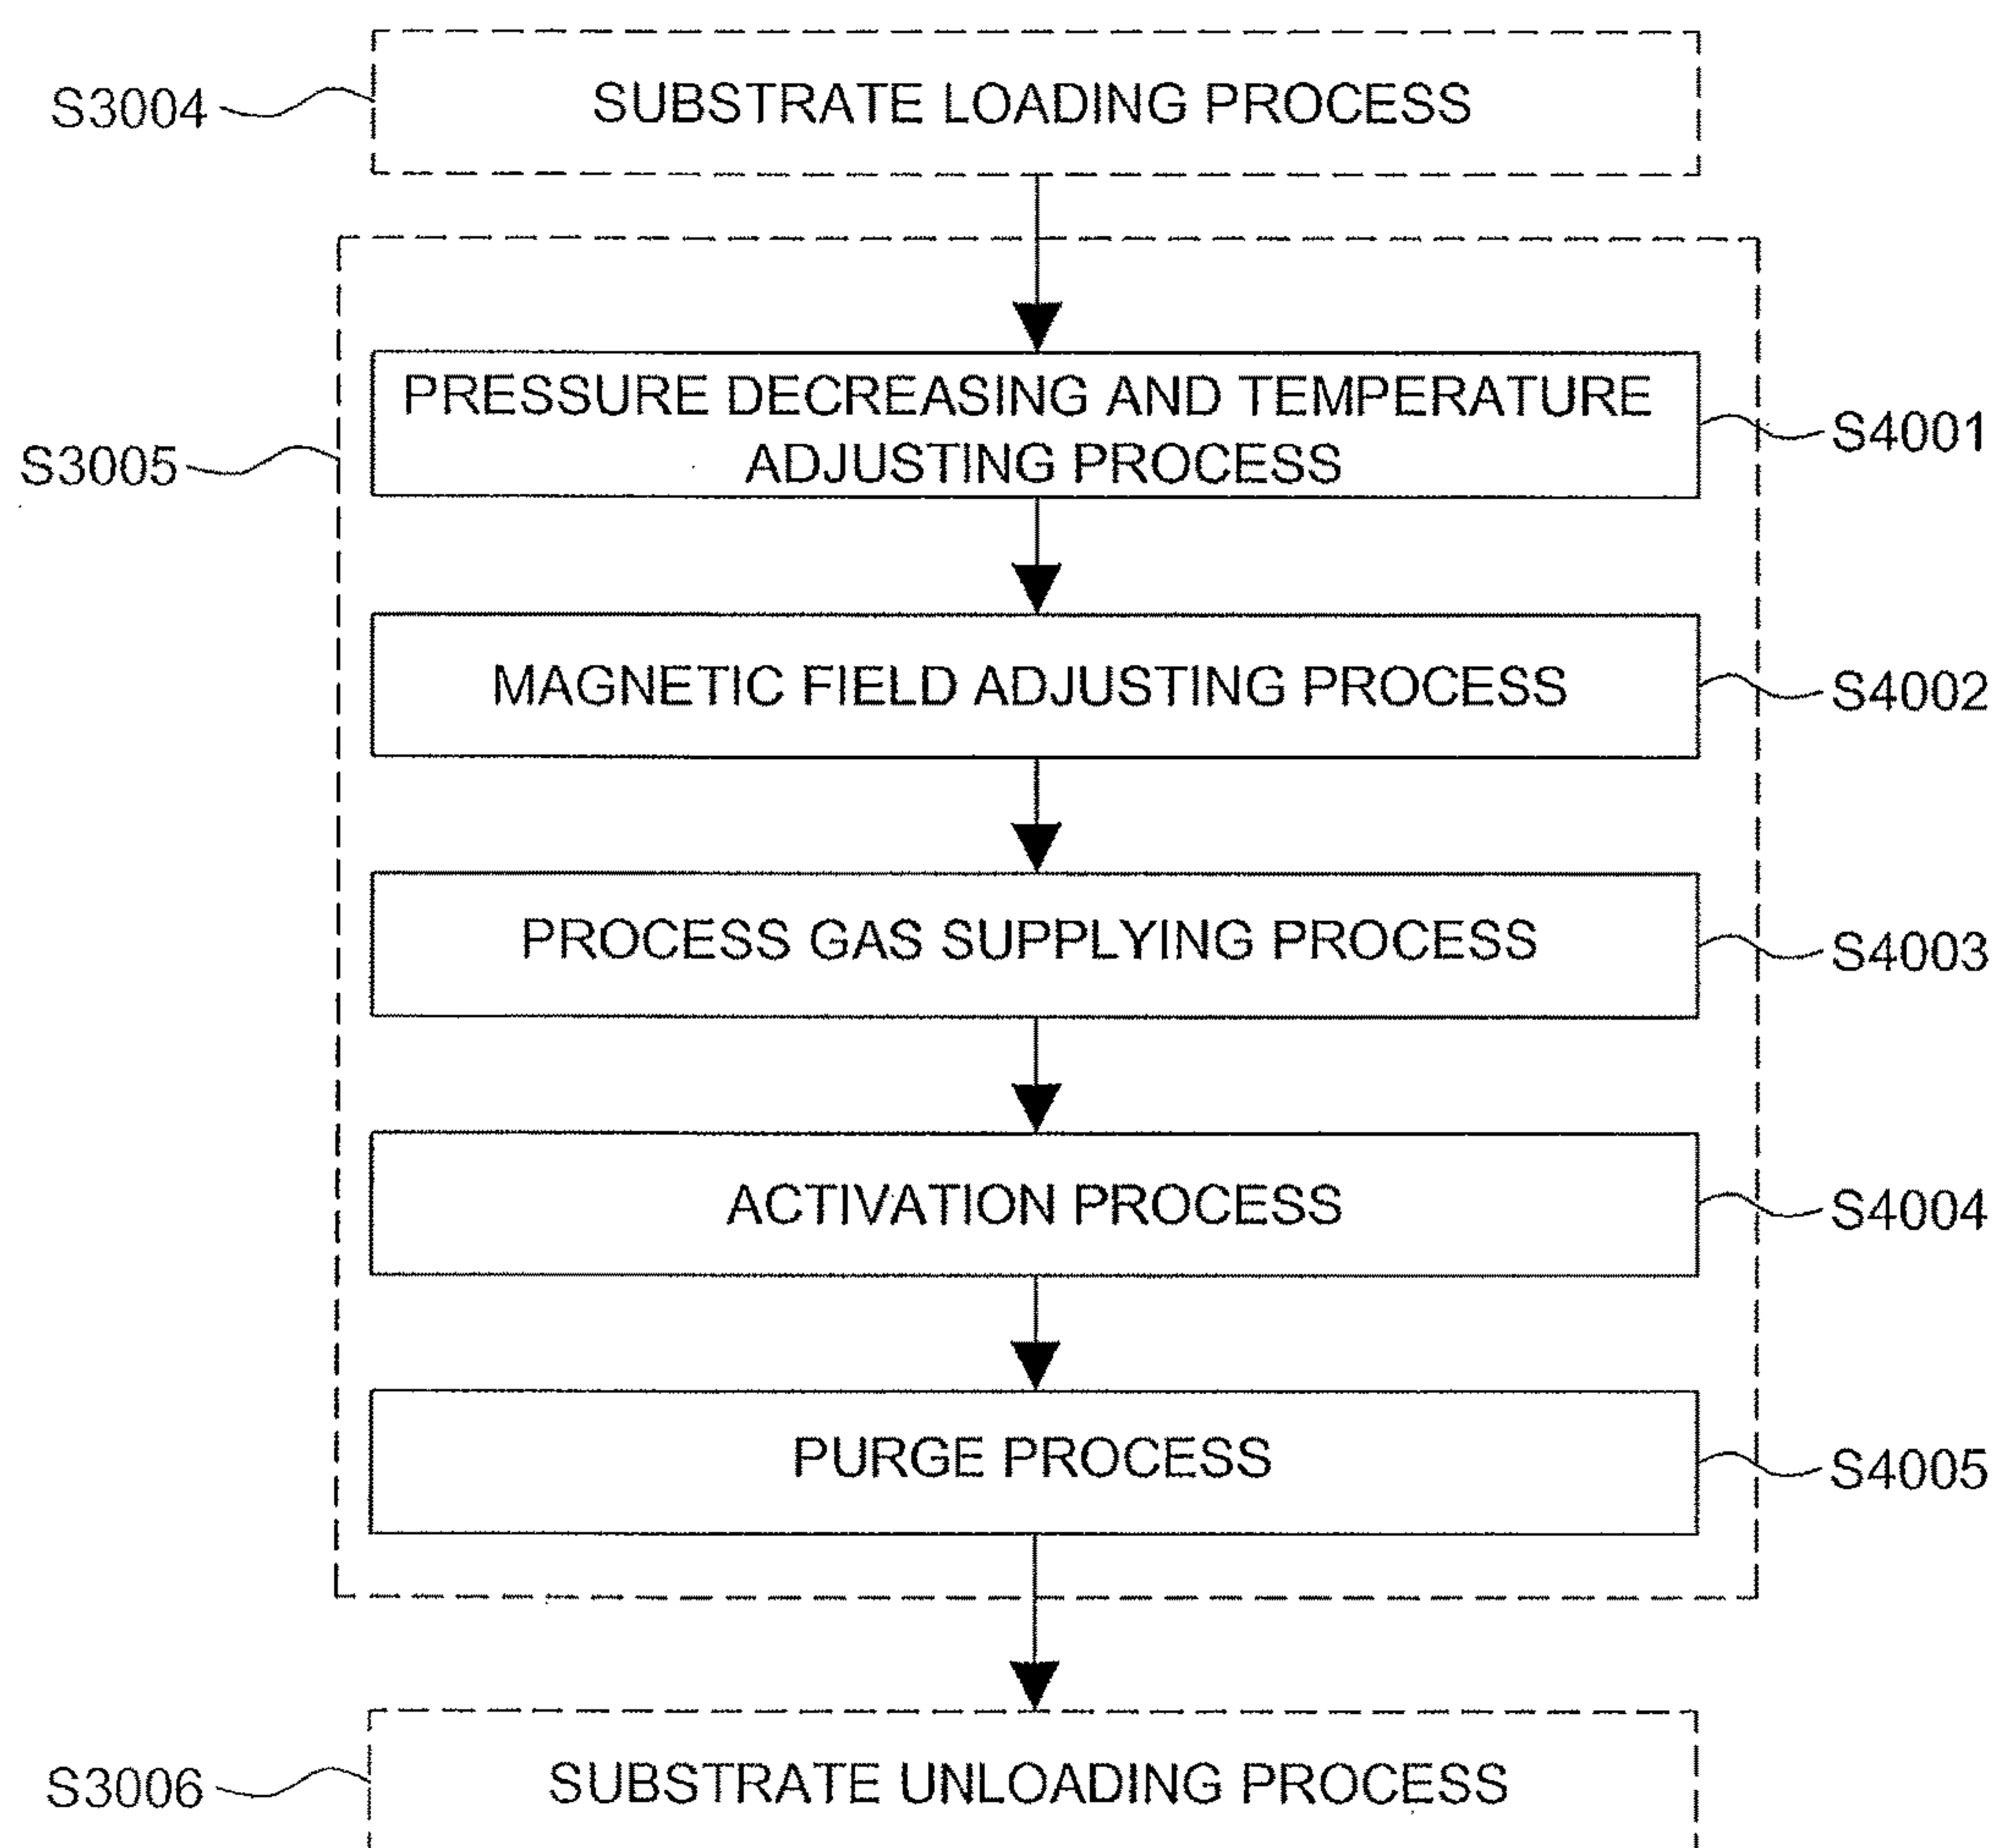 S3004
SUBSTRATE LOADING PROCESS
S3005
PRESSURE DECREASING AND TEMPERATURE
ADJUSTING PROCESS
S4001
MAGNETIC FIELD ADJUSTING PROCESS
S4002
PROCESS GAS SUPPLYING PROCESS
S4003
ACTIVATION PROCESS
S4004
PURGE PROCESS
S4005
S3006
SUBSTRATE UNLOADING PROCESS